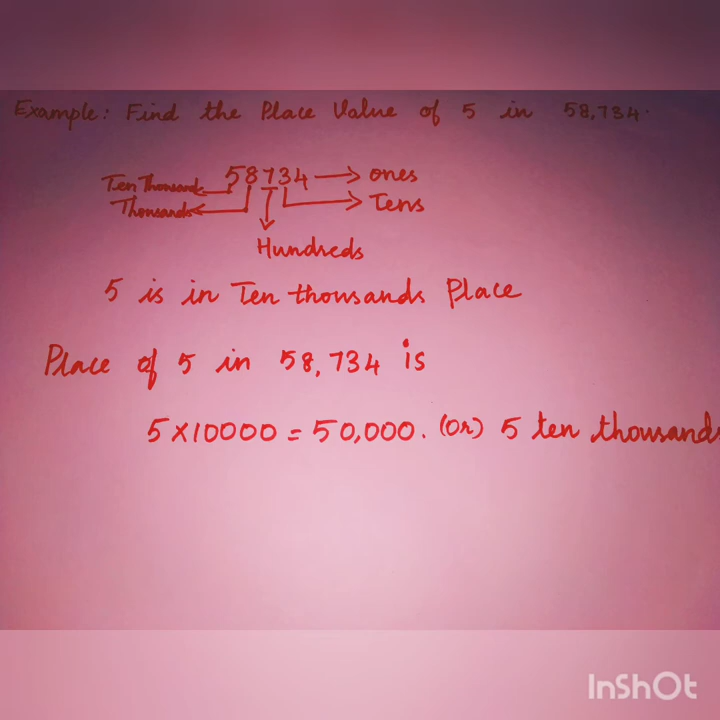 Example: Find the Place Value of 5 in 58,734.
58734 → ones
Ten Thousand
Thousands
Tens
Hundreds
5 is in Ten thousands Place
Place of 5 in 58,734 is
5×10000 = 50,000. (or) 5 ten thousands
InShOt